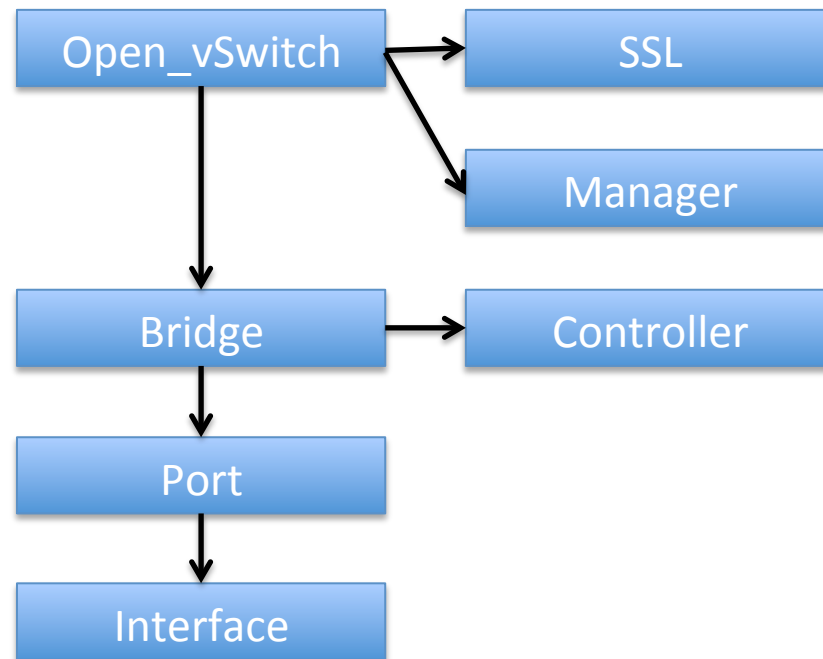 Open_vSwitch
SSL
Manager
Bridge
Controller
Port
Interface